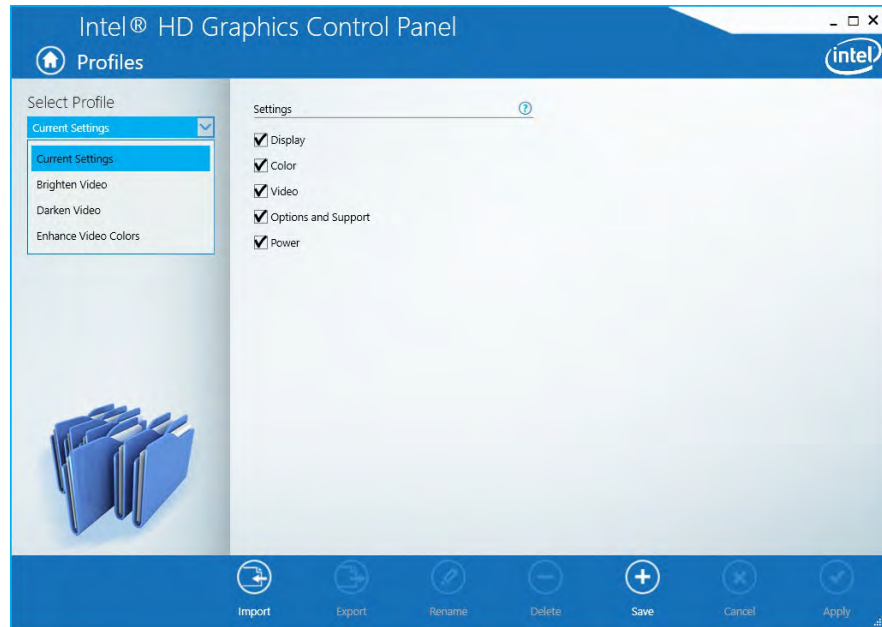 Intel® HD Graphics Control Panel
Profiles
intel
Select Profile
Current Settings
Current Settings
Brighten Video
Darken Video
Enhance Video Colors
Settings
?
Display
Color
Video
Options and Support
Power
Import
Export
Rename
Delete
Save
Cancel
Apply